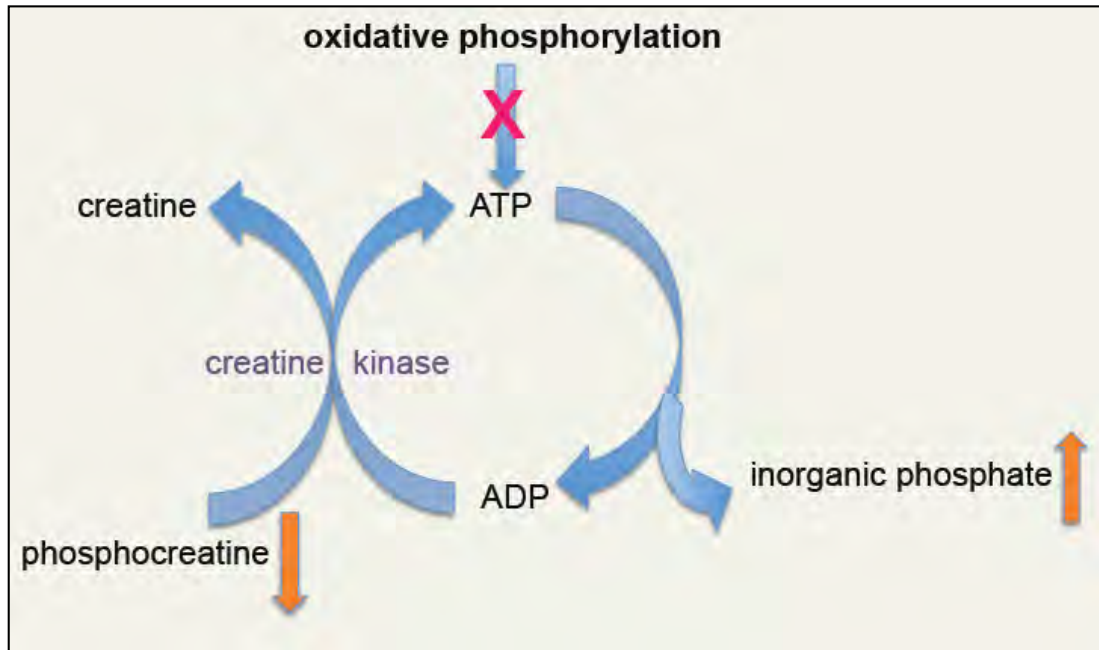 oxidative phosphorylation
X
creatine
ATP
creatine kinase
ADP
inorganic phosphate
phosphocreatine